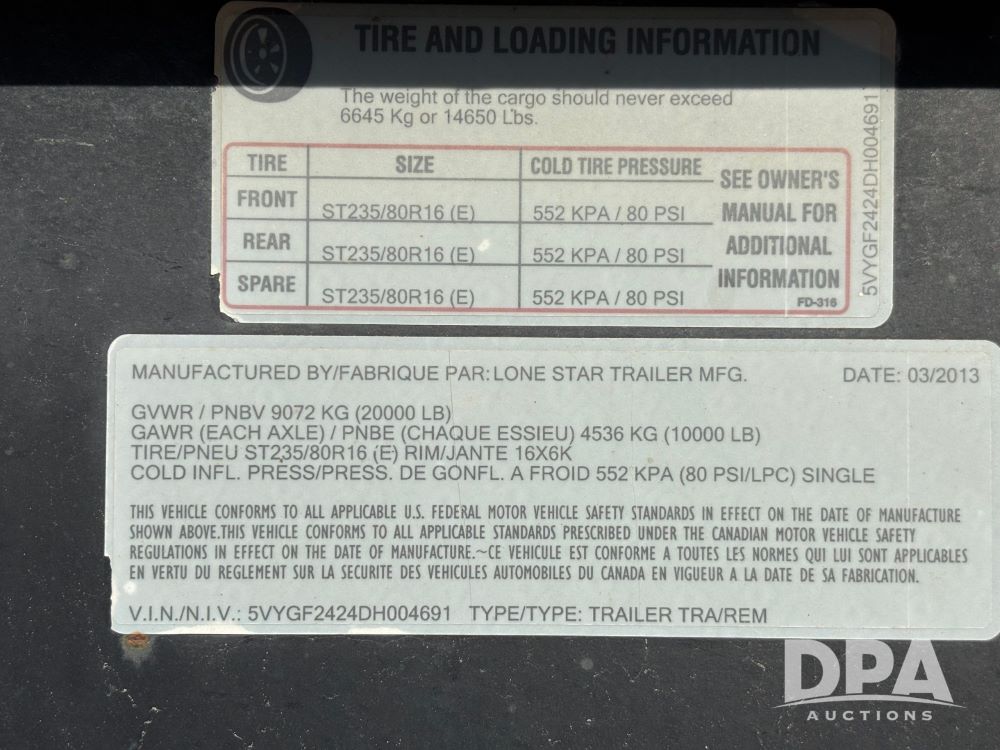 TIRE AND LOADING INFORMATION
The weight of the cargo should never exceed
6645 Kg or 14650 Lbs.
TIRE SIZE COLD TIRE PRESSURE SEE OWNER'S
FRONT ST235/80R16 (E) 552 KPA / 80 PSI MANUAL FOR
REAR ST235/80R16 (E) 552 KPA / 80 PSI ADDITIONAL
SPARE ST235/80R16 (E) 552 KPA / 80 PSI INFORMATION
FD-316
5VYGF2424DH004691
MANUFACTURED BY/FABRIQUE PAR: LONE STAR TRAILER MFG. DATE: 03/2013
GVWR / PNBV 9072 KG (20000 LB)
GAWR (EACH AXLE) / PNBE (CHAQUE ESSIEU) 4536 KG (10000 LB)
TIRE/PNEU ST235/80R16 (E) RIM/JANTE 16X6K
COLD INFL. PRESS/PRESS. DE GONFL. A FROID 552 KPA (80 PSI/LPC) SINGLE
THIS VEHICLE CONFORMS TO ALL APPLICABLE U.S. FEDERAL MOTOR VEHICLE SAFETY STANDARDS IN EFFECT ON THE DATE OF MANUFACTURE
SHOWN ABOVE.THIS VEHICLE CONFORMS TO ALL APPLICABLE STANDARDS PRESCRIBED UNDER THE CANADIAN MOTOR VEHICLE SAFETY
REGULATIONS IN EFFECT ON THE DATE OF MANUFACTURE.~CE VEHICULE EST CONFORME A TOUTES LES NORMES QUI LUI SONT APPLICABLES
EN VERTU DU REGLEMENT SUR LA SECURITE DES VEHICULES AUTOMOBILES DU CANADA EN VIGUEUR A LA DATE DE SA FABRICATION.
V.I.N./N.I.V.: 5VYGF2424DH004691 TYPE/TYPE: TRAILER TRA/REM
DPA
AUCTIONS